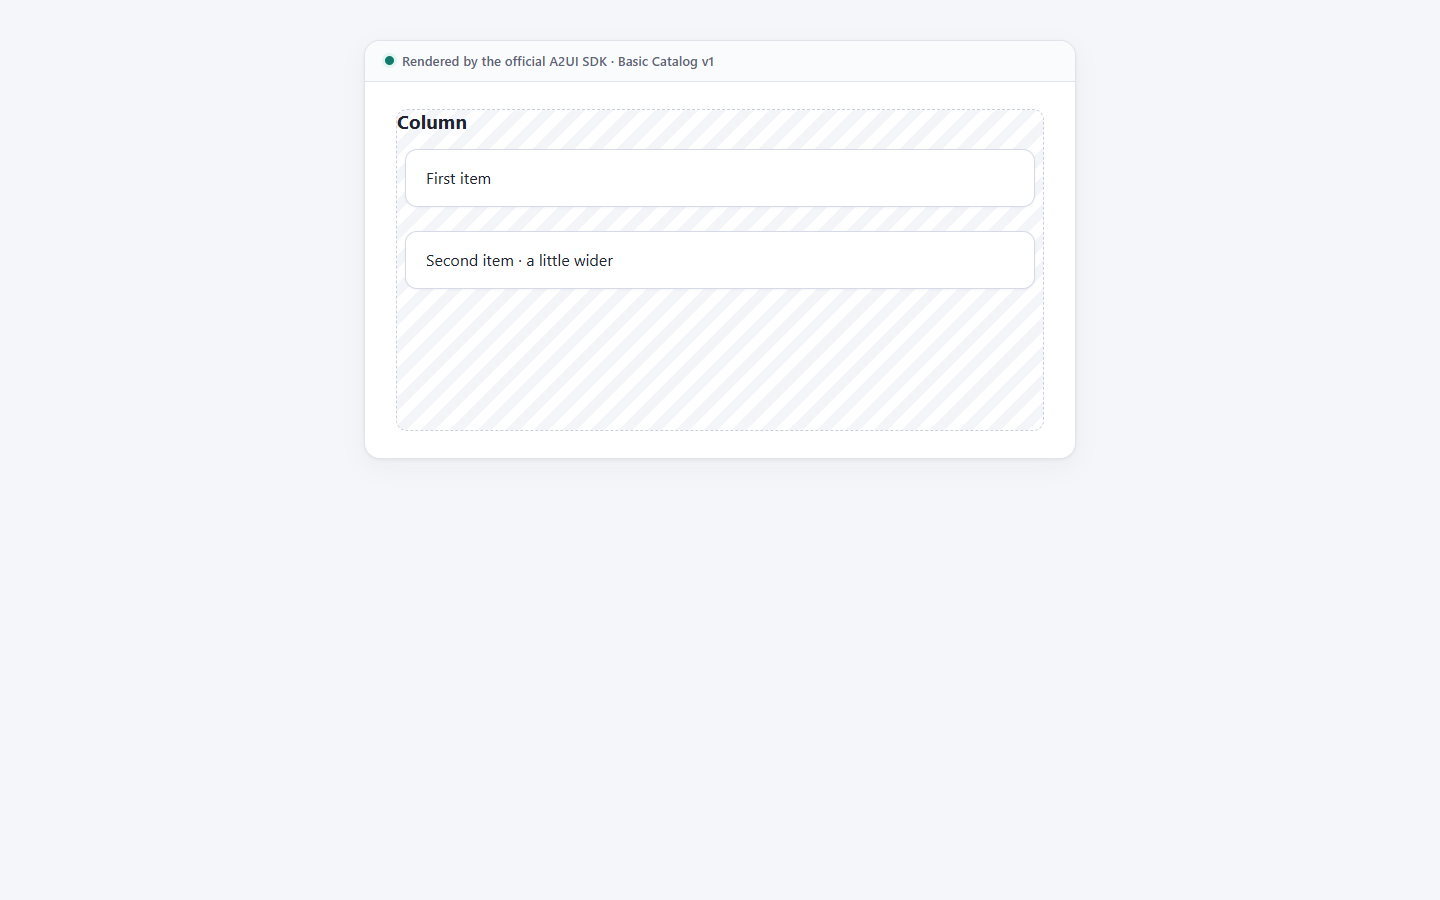 Rendered by the official A2UI SDK · Basic Catalog v1
Column
First item
Second item · a little wider